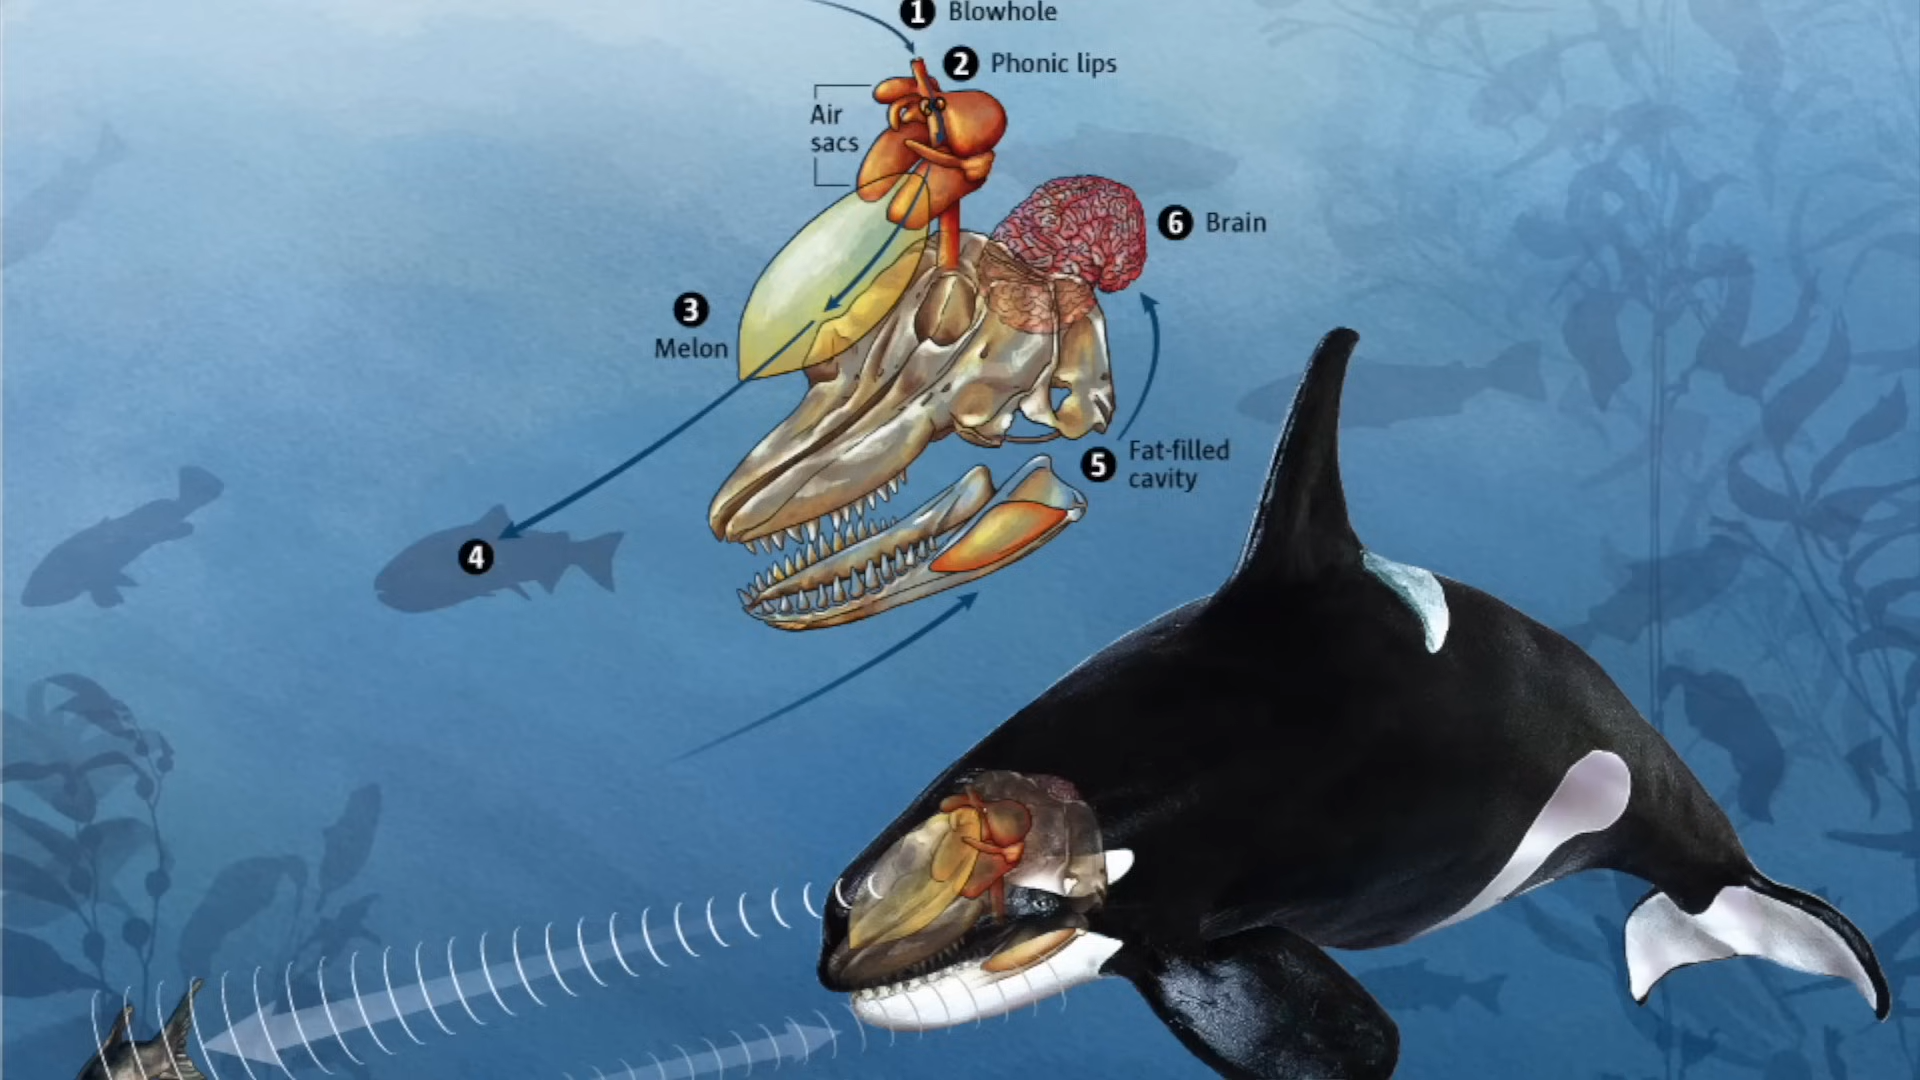 1 Blowhole
2 Phonic lips
Air
sacs
6 Brain
3
Melon
5 Fat-filled
cavity
4